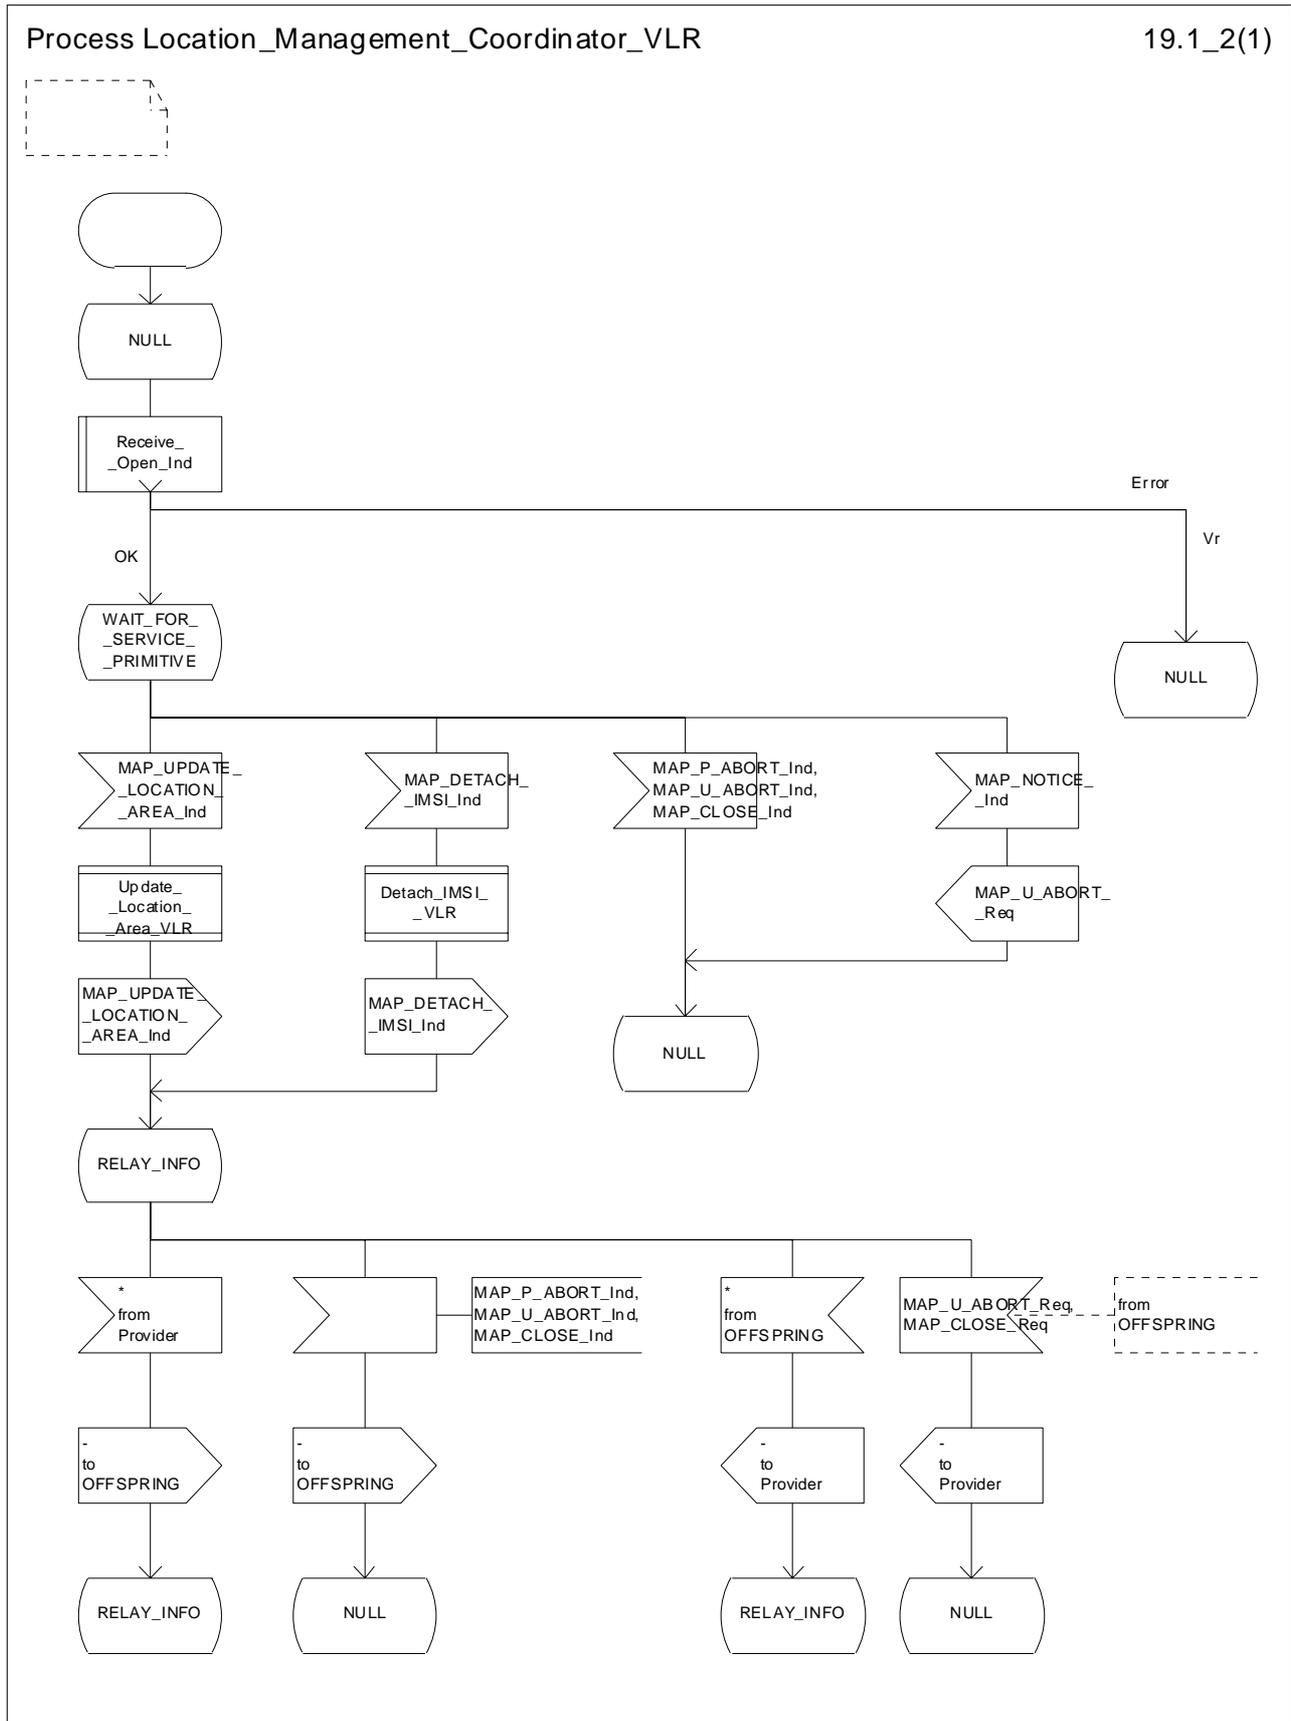 Process Location_Management_Coordinator_VLR
19.1_2(1)
NULL
Receive_
_Open_Ind
Error
Vr
OK
WAIT_FOR_
_SERVICE_
_PRIMITIVE
NULL
MAP_UPDATE_
_LOCATION_
_AREA_Ind
MAP_DETACH_
_IMSI_Ind
MAP_P_ABORT_Ind,
MAP_U_ABORT_Ind,
MAP_CLOSE_Ind
MAP_NOTICE_
_Ind
Update_
_Location_
_Area_VLR
Detach_IMSI_
_VLR
MAP_U_ABORT_
_Req
MAP_UPDATE_
_LOCATION_
_AREA_Ind
MAP_DETACH_
_IMSI_Ind
NULL
RELAY_INFO
*
from
Provider
MAP_P_ABORT_Ind,
MAP_U_ABORT_Ind,
MAP_CLOSE_Ind
*
from
OFFSPRING
MAP_U_ABORT_Req,
MAP_CLOSE_Req
from
OFFSPRING
-
to
OFFSPRING
-
to
OFFSPRING
-
to
Provider
-
to
Provider
RELAY_INFO
NULL
RELAY_INFO
NULL